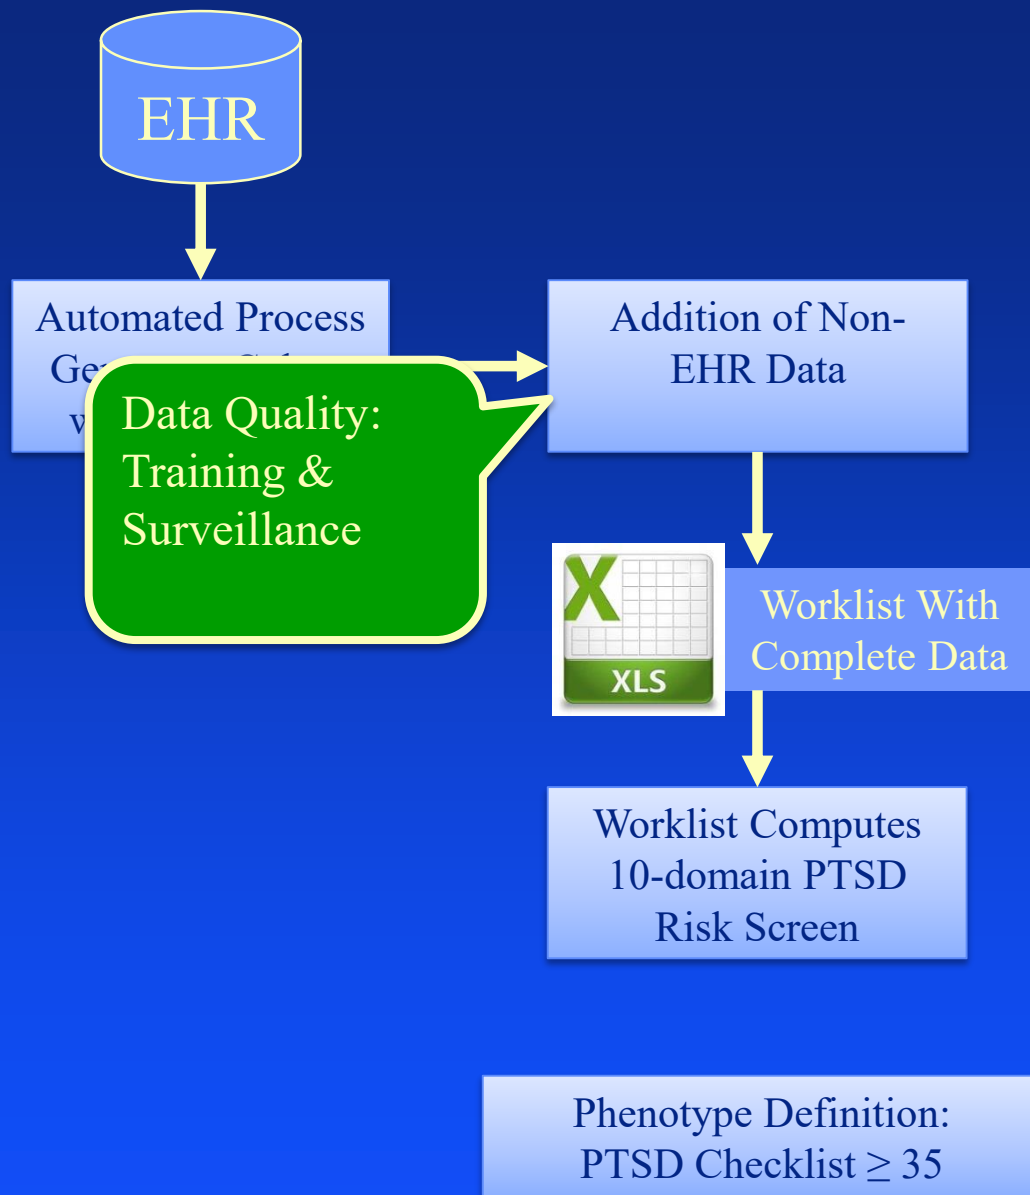 EHR
Automated Process
Addition of Non-
EHR Data
Data Quality:
Training &
Surveillance
X
XLS
Worklist With
Complete Data
Worklist Computes
10-domain PTSD
Risk Screen
Phenotype Definition:
PTSD Checklist ≥ 35